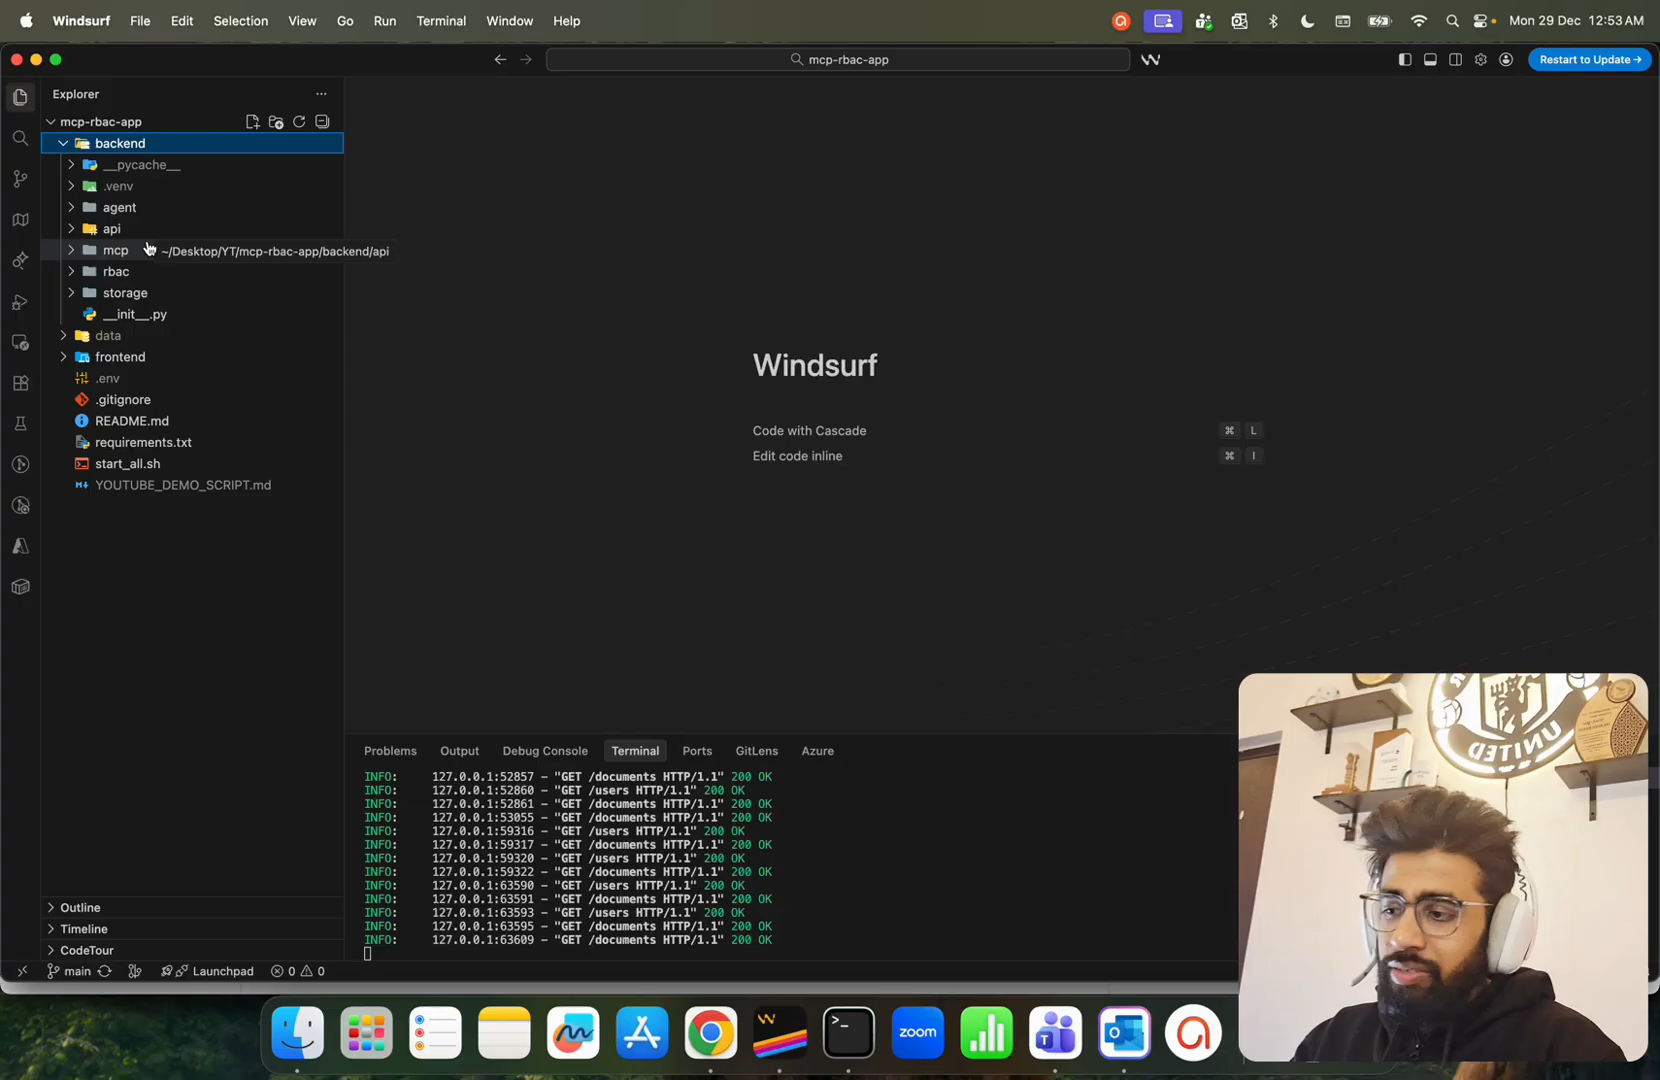 Windsurf File Edit Selection View Go Run Terminal Window Help
Mon 29 Dec 12:53 AM
mcp-rbac-app
Restart to Update →
Explorer
mcp-rbac-app
backend
__pycache__
.venv
agent
api
mcp
~/Desktop/YT/mcp-rbac-app/backend/api
rbac
storage
__init__.py
data
frontend
.env
.gitignore
README.md
requirements.txt
start_all.sh
YOUTUBE_DEMO_SCRIPT.md
Windsurf
Code with Cascade ⌘ L
Edit code inline ⌘ I
Problems Output Debug Console Terminal Ports GitLens Azure
INFO: 127.0.0.1:52857 - "GET /documents HTTP/1.1" 200 OK
INFO: 127.0.0.1:52860 - "GET /users HTTP/1.1" 200 OK
INFO: 127.0.0.1:52861 - "GET /documents HTTP/1.1" 200 OK
INFO: 127.0.0.1:53055 - "GET /documents HTTP/1.1" 200 OK
INFO: 127.0.0.1:59316 - "GET /users HTTP/1.1" 200 OK
INFO: 127.0.0.1:59317 - "GET /documents HTTP/1.1" 200 OK
INFO: 127.0.0.1:59320 - "GET /users HTTP/1.1" 200 OK
INFO: 127.0.0.1:59322 - "GET /documents HTTP/1.1" 200 OK
INFO: 127.0.0.1:63590 - "GET /users HTTP/1.1" 200 OK
INFO: 127.0.0.1:63591 - "GET /documents HTTP/1.1" 200 OK
INFO: 127.0.0.1:63593 - "GET /users HTTP/1.1" 200 OK
INFO: 127.0.0.1:63595 - "GET /documents HTTP/1.1" 200 OK
INFO: 127.0.0.1:63609 - "GET /documents HTTP/1.1" 200 OK
Outline
Timeline
CodeTour
main Launchpad 0 0
UNITED
zoom